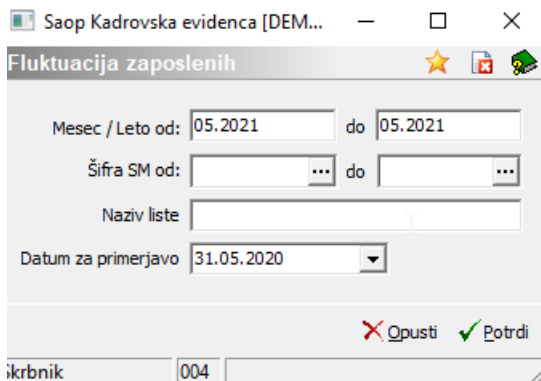 Saop Kadrovska evidenca [DEM...
Fluktuacija zaposlenih
Mesec / Leto od: 05.2021 do 05.2021
Šifra SM od: ... do ...
Naziv liste
Datum za primerjavo 31.05.2020
Opusti Potrdi
Skrbnik 004